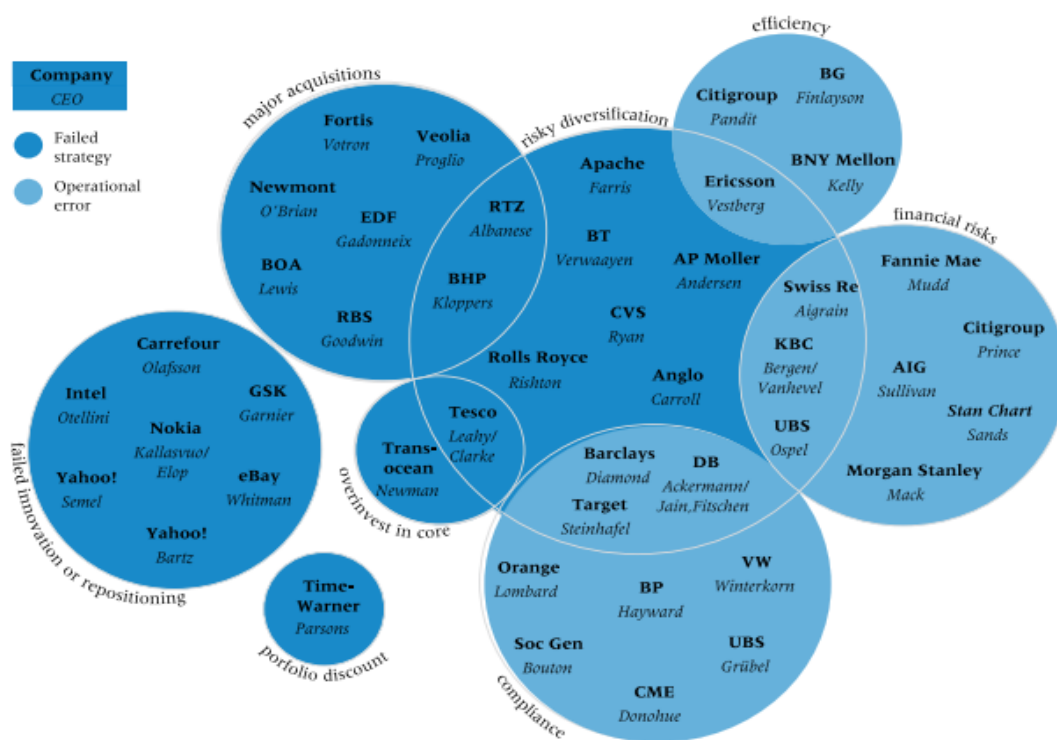 Company
CEO
Failed
strategy
Operational
error
major acquisitions
Fortis
Votron
Veolia
Proglio
Newmont
O'Brian
EDF
Gadonneix
BOA
Lewis
RBS
Goodwin
RTZ
Albanese
BHP
Kloppers
risky diversification
Apache
Farris
BT
Verwaayen
AP Moller
Andersen
CVS
Ryan
Rolls Royce
Rishton
Anglo
Carroll
efficiency
BG
Finlayson
Citigroup
Pandit
BNY Mellon
Kelly
Ericsson
Vestberg
financial risks
Fannie Mae
Mudd
Swiss Re
Aigrain
Citigroup
Prince
KBC
Bergen/
Vanhevel
AIG
Sullivan
Stan Chart
Sands
UBS
Ospel
Morgan Stanley
Mack
failed innovation or repositioning
Carrefour
Olafsson
Intel
Otellini
GSK
Garnier
Nokia
Kallasvuo/
Elop
Yahoo!
Semel
eBay
Whitman
Yahoo!
Bartz
overinvest in core
Tesco
Leahy/
Clarke
Trans-
ocean
Newman
porfolio discount
Time-
Warner
Parsons
compliance
Barclays
Diamond
DB
Ackermann/
Jain,Fitschen
Target
Steinhafel
Orange
Lombard
BP
Hayward
VW
Winterkorn
Soc Gen
Bouton
UBS
Grübel
CME
Donohue